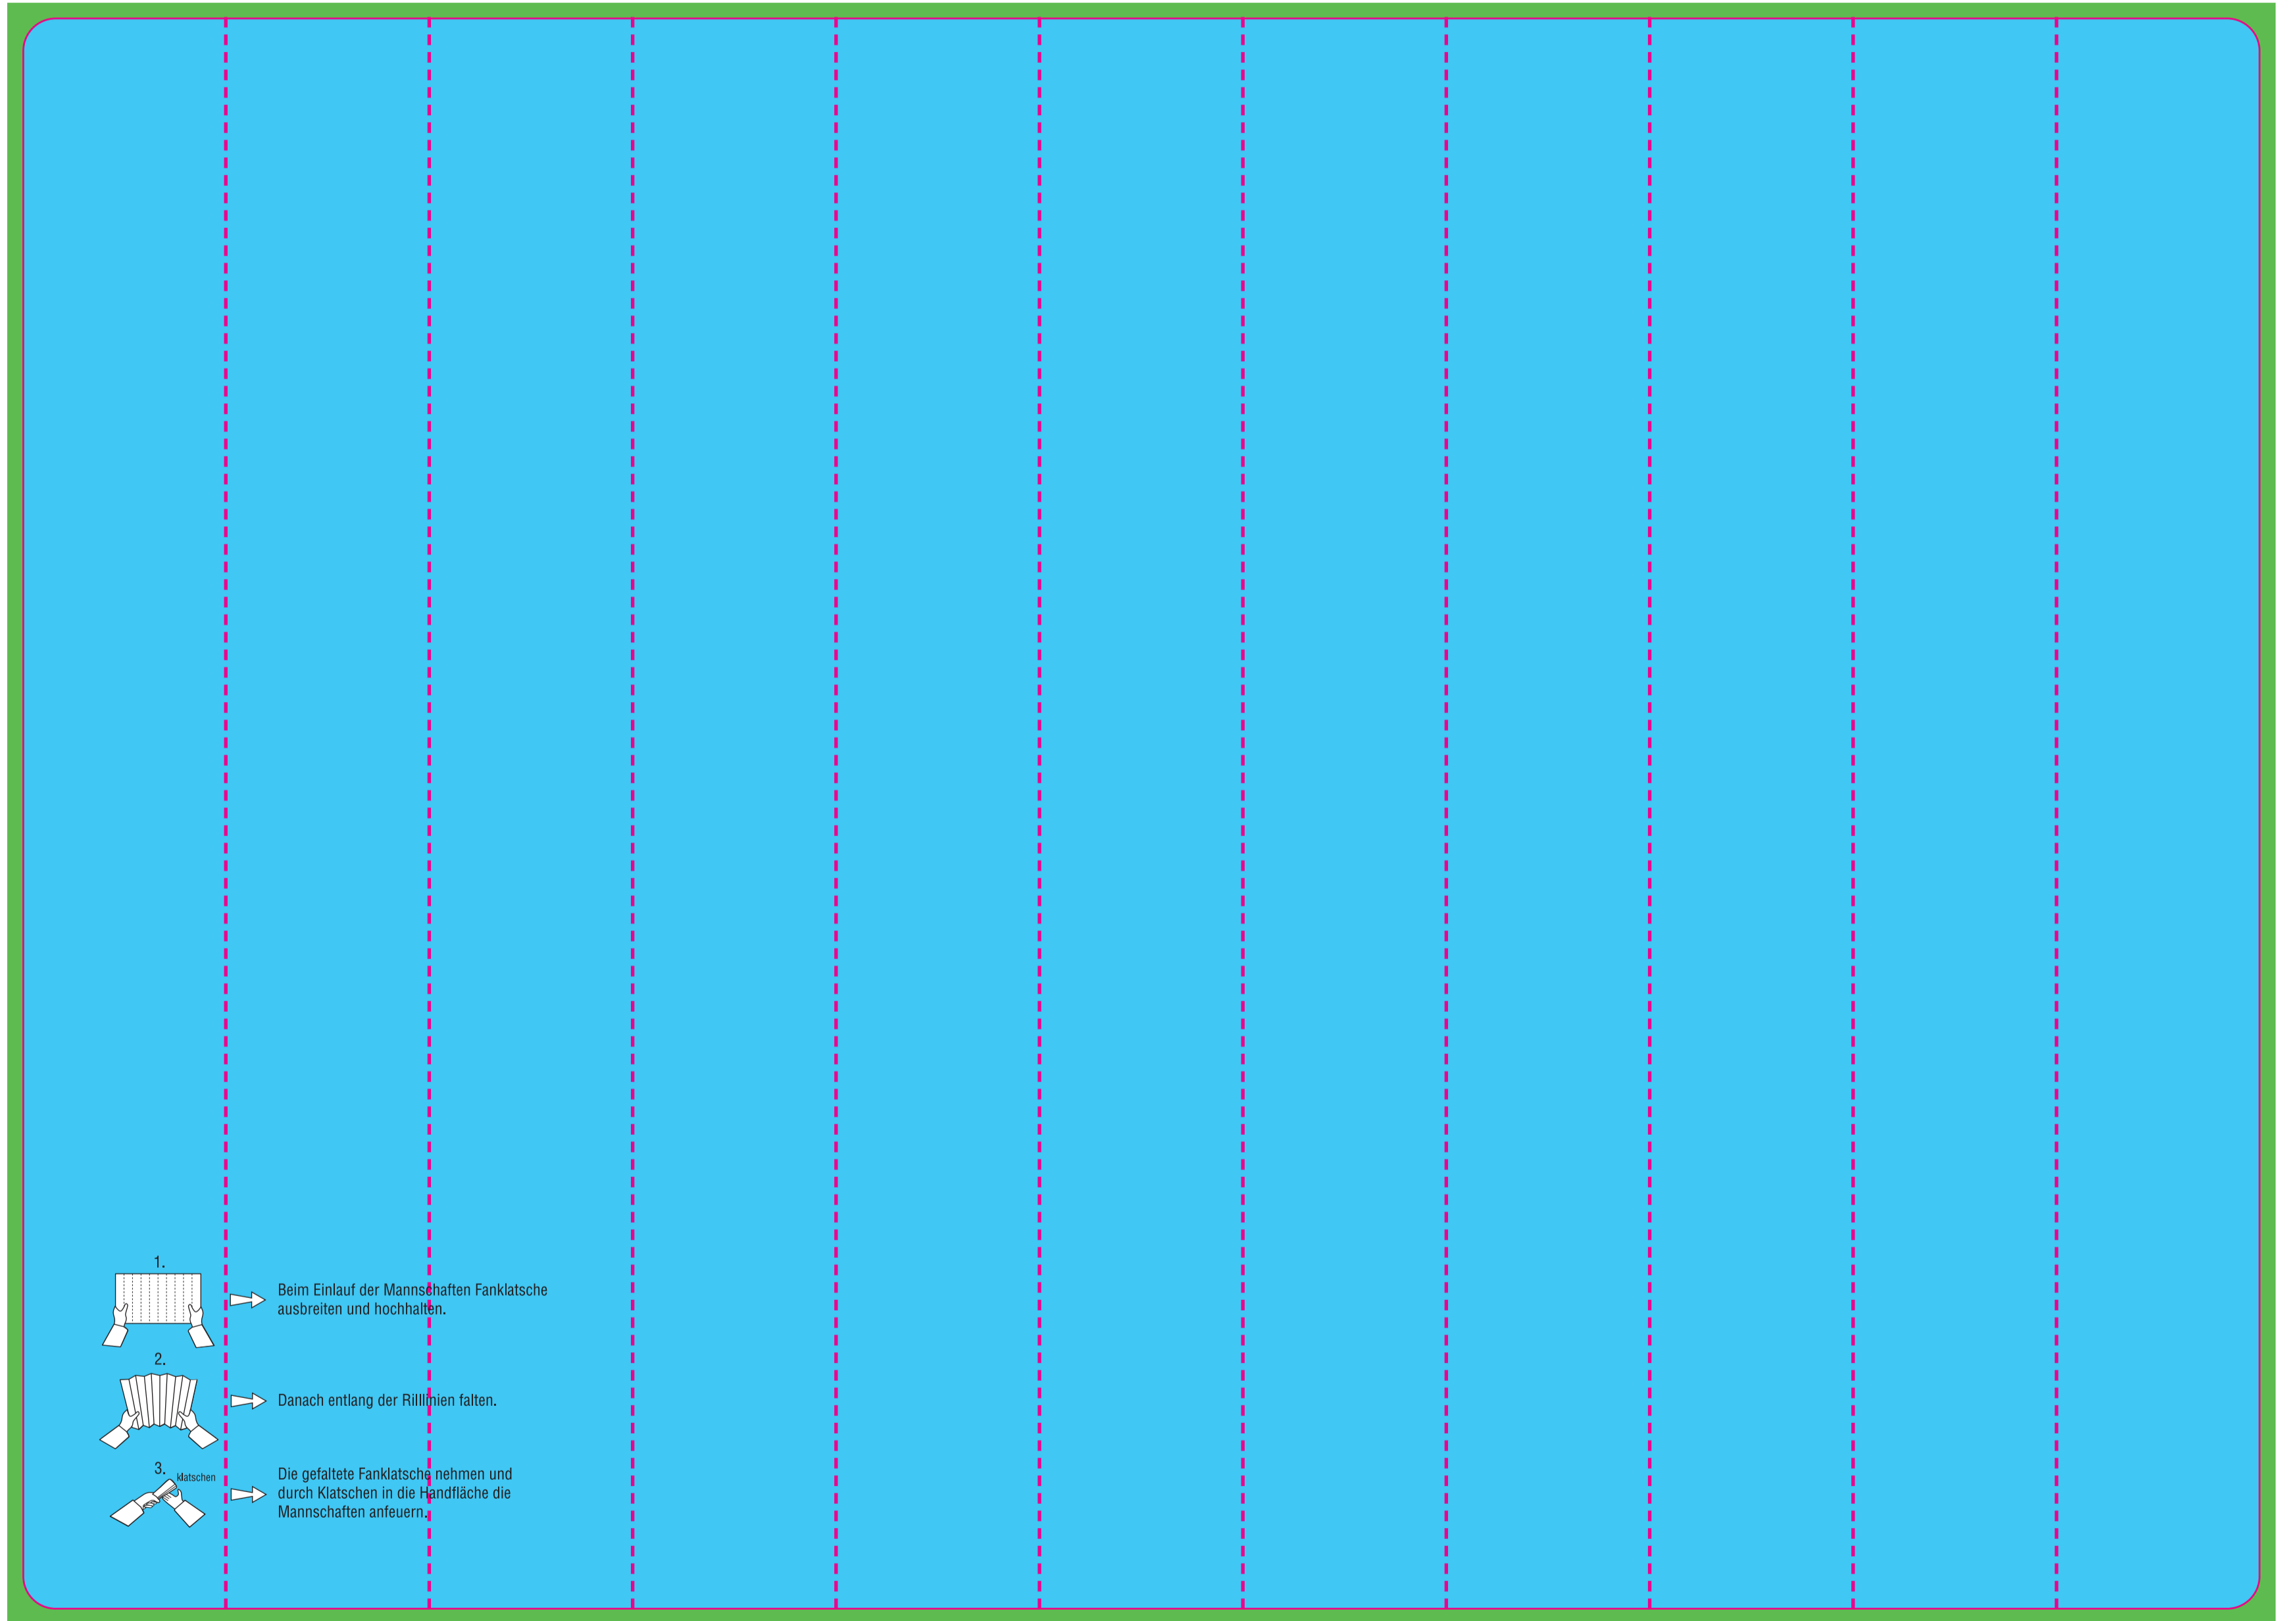 1.
Beim Einlauf der Mannschaften Fanklatsche
ausbreiten und hochhalten.
2.
Danach entlang der Rilllinien falten.
3.
klatschen
Die gefaltete Fanklatsche nehmen und
durch Klatschen in die Handfläche die
Mannschaften anfeuern.